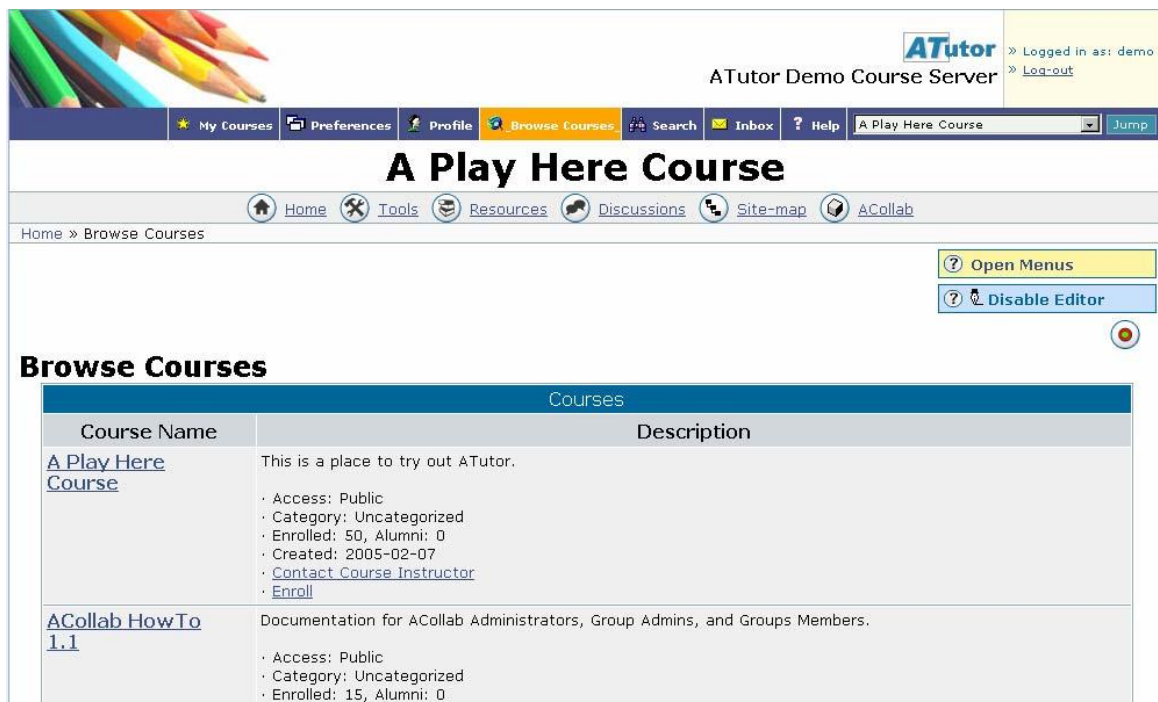 ATutor
ATutor Demo Course Server
» Logged in as: demo
» Log-out
My Courses Preferences Profile Browse Courses Search Inbox ? Help A Play Here Course Jump
A Play Here Course
Home Tools Resources Discussions Site-map ACollab
Home » Browse Courses
? Open Menus
? Disable Editor
Browse Courses
Courses
Course Name Description
A Play Here
Course
This is a place to try out ATutor.
· Access: Public
· Category: Uncategorized
· Enrolled: 50, Alumni: 0
· Created: 2005-02-07
· Contact Course Instructor
· Enroll
ACollab HowTo
1.1
Documentation for ACollab Administrators, Group Admins, and Groups Members.
· Access: Public
· Category: Uncategorized
· Enrolled: 15, Alumni: 0